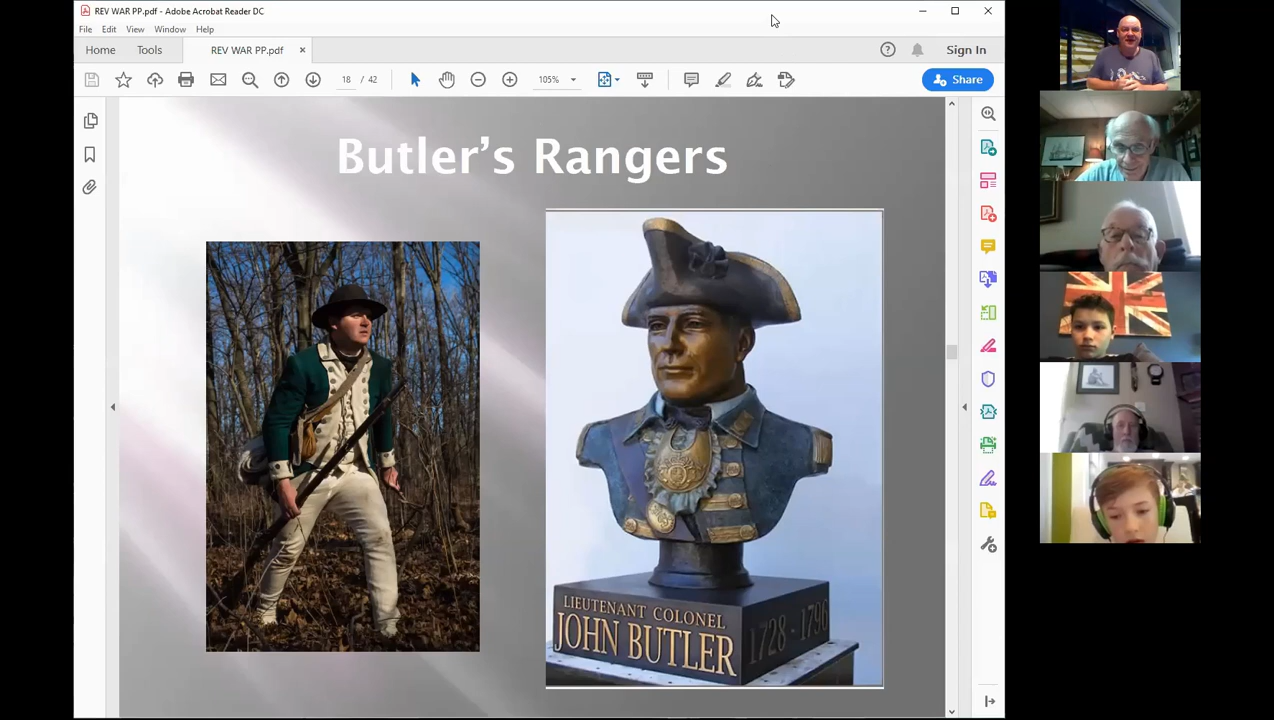 REV WAR PP.pdf - Adobe Acrobat Reader DC
File Edit View Window Help
Home Tools REV WAR PP.pdf
Sign In
18 / 42
105%
Share
Butler's Rangers
LIEUTENANT COLONEL
JOHN BUTLER
1728 - 1796